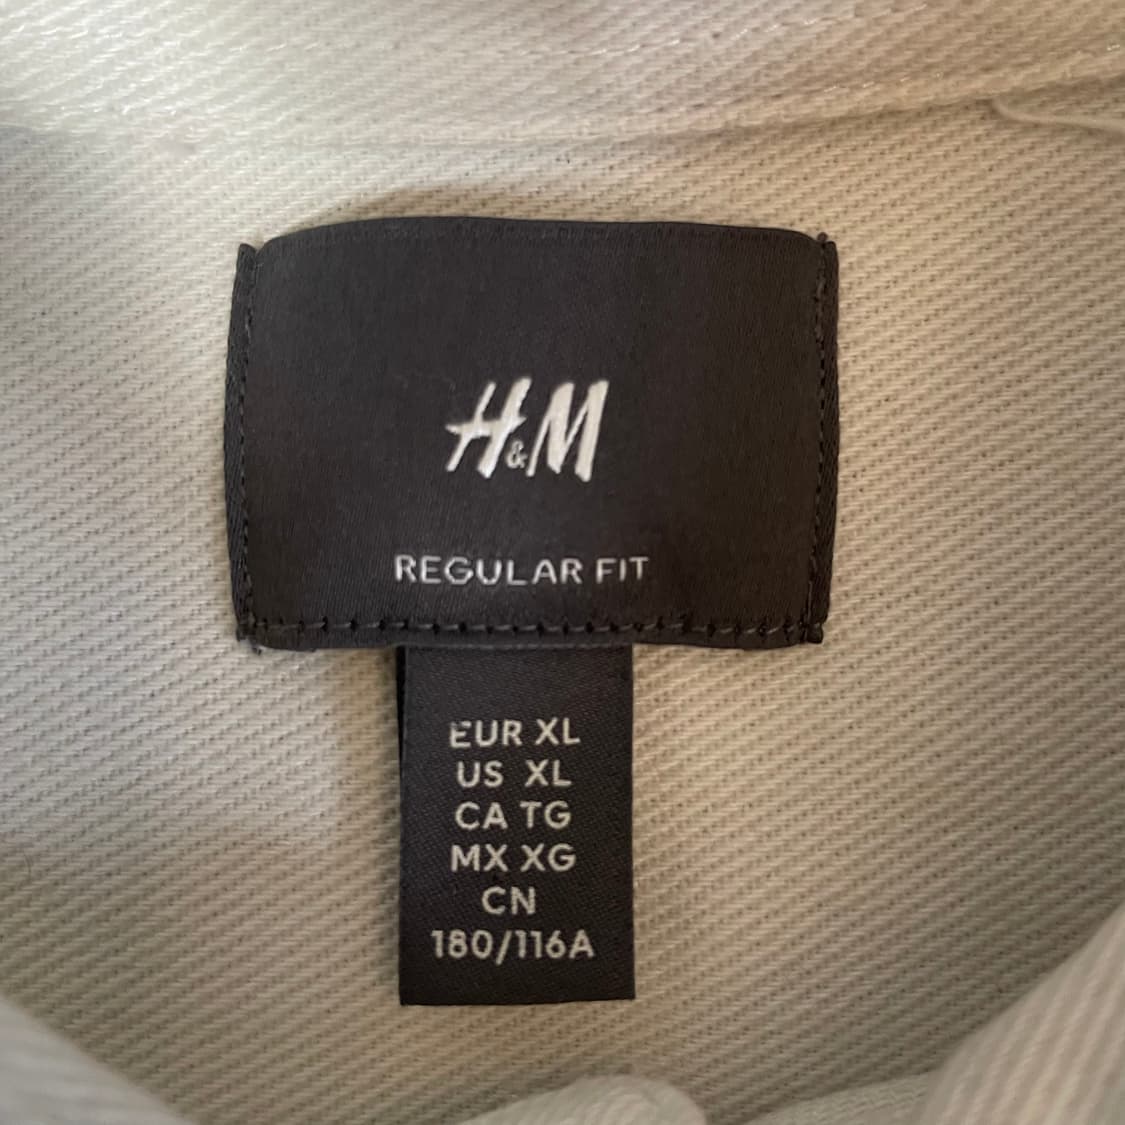 H&M
REGULAR FIT
EUR XL
US XL
CA TG
MX XG
CN
180/116A